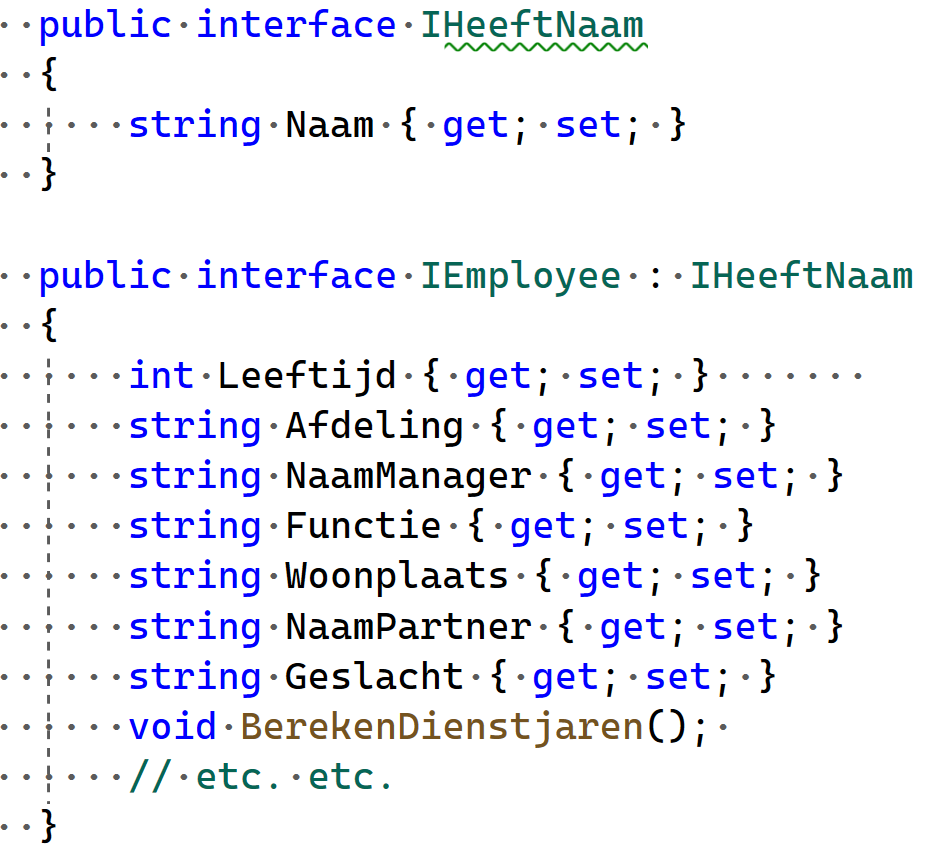 public interface IHeeftNaam
{
string Naam { get; set; }
}
public interface IEmployee : IHeeftNaam
{
int Leeftijd { get; set; }
string Afdeling { get; set; }
string NaamManager { get; set; }
string Functie { get; set; }
string Woonplaats { get; set; }
string NaamPartner { get; set; }
string Geslacht { get; set; }
void BerekenDienstjaren();
// etc. etc.
}